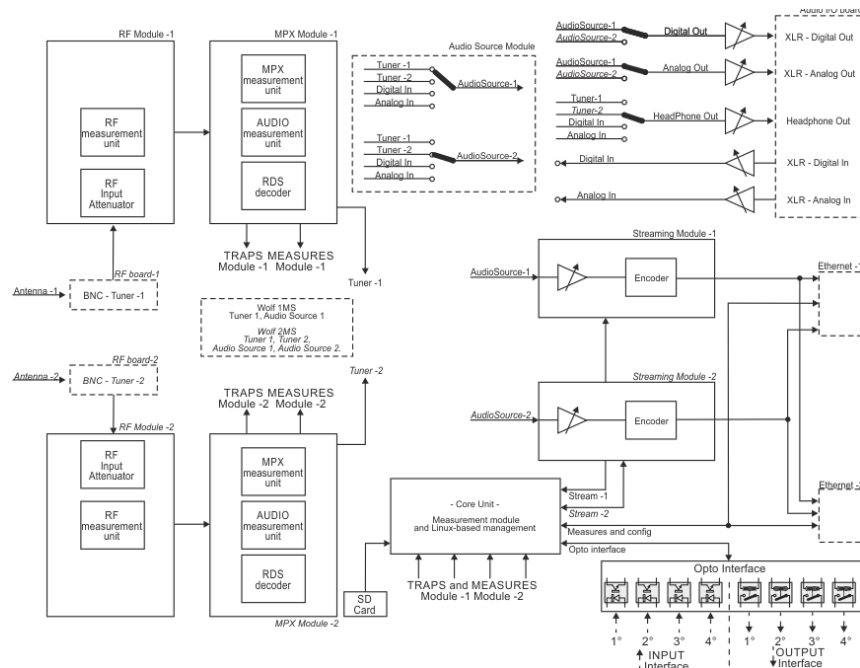 RF Module -1
MPX Module -1
RF measurement unit
RF Input Attenuator
MPX measurement unit
AUDIO measurement unit
RDS decoder
Audio Source Module
Tuner -1
Tuner -2
Digital In
Analog In
AudioSource-1
Tuner -1
Tuner -2
Digital In
Analog In
AudioSource-2
Audio I/O board
AudioSource-1
AudioSource-2
Digital Out
XLR - Digital Out
AudioSource-1
AudioSource-2
Analog Out
XLR - Analog Out
Tuner-1
Tuner-2
Digital In
Analog In
HeadPhone Out
Headphone Out
Digital In
XLR - Digital In
Analog In
XLR - Analog In
TRAPS MEASURES
Module -1 Module -1
Tuner -1
RF board-1
Antenna -1
BNC - Tuner -1
Wolf 1MS
Tuner 1, Audio Source 1
Wolf 2MS
Tuner 1, Tuner 2,
Audio Source 1, Audio Source 2.
RF board-2
Antenna -2
BNC - Tuner -2
TRAPS MEASURES
Module -2 Module -2
Tuner -2
RF Module -2
RF Input Attenuator
RF measurement unit
MPX measurement unit
AUDIO measurement unit
RDS decoder
MPX Module -2
Streaming Module -1
AudioSource-1
Encoder
Ethernet -1
Streaming Module -2
AudioSource-2
Encoder
- Core Unit -
Measurement module
and Linux-based management
Stream -1
Stream -2
Measures and config
Opto interface
Ethernet -
TRAPS and MEASURES
Module -1 Module -2
SD Card
Opto Interface
1° 2° 3° 4° 1° 2° 3° 4°
INPUT Interface
OUTPUT Interface